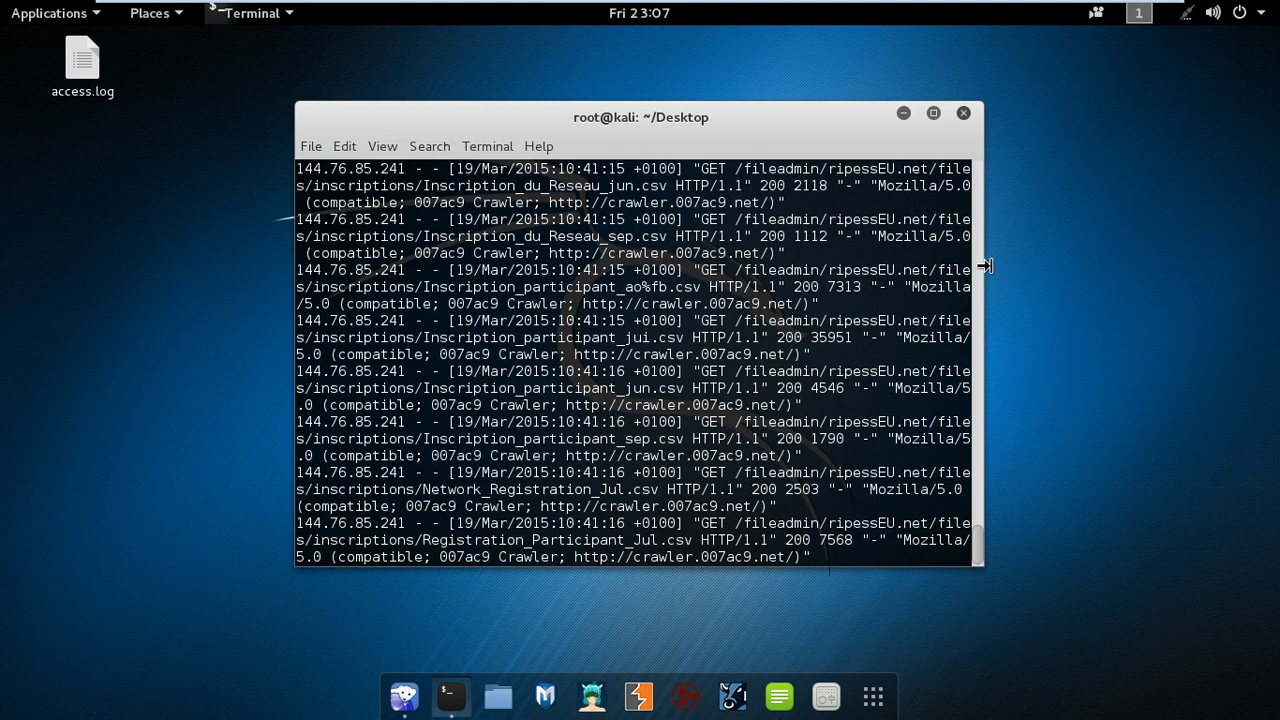 Applications Places Terminal Fri 23:07 1
access.log
root@kali: ~/Desktop
File Edit View Search Terminal Help
144.76.85.241 - - [19/Mar/2015:10:41:15 +0100] "GET /fileadmin/ripessEU.net/file
s/inscriptions/Inscription_du_Reseau_jun.csv HTTP/1.1" 200 2118 "-" "Mozilla/5.0
(compatible; 007ac9 Crawler; http://crawler.007ac9.net/)"
144.76.85.241 - - [19/Mar/2015:10:41:15 +0100] "GET /fileadmin/ripessEU.net/file
s/inscriptions/Inscription_du_Reseau_sep.csv HTTP/1.1" 200 1112 "-" "Mozilla/5.0
(compatible; 007ac9 Crawler; http://crawler.007ac9.net/)"
144.76.85.241 - - [19/Mar/2015:10:41:15 +0100] "GET /fileadmin/ripessEU.net/file
s/inscriptions/Inscription_participant_ao%fb.csv HTTP/1.1" 200 7313 "-" "Mozilla
/5.0 (compatible; 007ac9 Crawler; http://crawler.007ac9.net/)"
144.76.85.241 - - [19/Mar/2015:10:41:15 +0100] "GET /fileadmin/ripessEU.net/file
s/inscriptions/Inscription_participant_jui.csv HTTP/1.1" 200 35951 "-" "Mozilla/
5.0 (compatible; 007ac9 Crawler; http://crawler.007ac9.net/)"
144.76.85.241 - - [19/Mar/2015:10:41:16 +0100] "GET /fileadmin/ripessEU.net/file
s/inscriptions/Inscription_participant_jun.csv HTTP/1.1" 200 4546 "-" "Mozilla/5
.0 (compatible; 007ac9 Crawler; http://crawler.007ac9.net/)"
144.76.85.241 - - [19/Mar/2015:10:41:16 +0100] "GET /fileadmin/ripessEU.net/file
s/inscriptions/Inscription_participant_sep.csv HTTP/1.1" 200 1790 "-" "Mozilla/5
.0 (compatible; 007ac9 Crawler; http://crawler.007ac9.net/)"
144.76.85.241 - - [19/Mar/2015:10:41:16 +0100] "GET /fileadmin/ripessEU.net/file
s/inscriptions/Network_Registration_Jul.csv HTTP/1.1" 200 2503 "-" "Mozilla/5.0
(compatible; 007ac9 Crawler; http://crawler.007ac9.net/)"
144.76.85.241 - - [19/Mar/2015:10:41:16 +0100] "GET /fileadmin/ripessEU.net/file
s/inscriptions/Registration_Participant_Jul.csv HTTP/1.1" 200 7568 "-" "Mozilla/
5.0 (compatible; 007ac9 Crawler; http://crawler.007ac9.net/)"